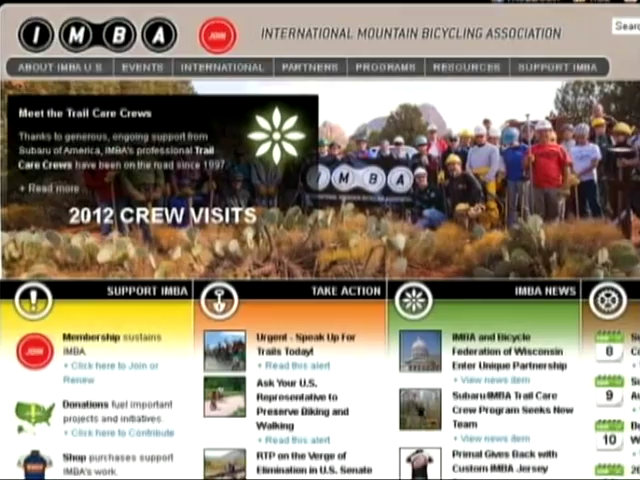 IMBA
JOIN
INTERNATIONAL MOUNTAIN BICYCLING ASSOCIATION
Sear
ABOUT IMBA U.S.
EVENTS
INTERNATIONAL
PARTNERS
PROGRAMS
RESOURCES
SUPPORT IMBA
Meet the Trail Care Crews
Thanks to generous, ongoing support from
Subaru of America, IMBA's professional Trail
Care Crews have been on the road since 1997.
+ Read more
IMBA
2012 CREW VISITS
SUPPORT IMBA
JOIN
Membership sustains
IMBA
+ Click here to Join or
Renew
Donations fuel important
projects and initiatives.
+ Click here to Contribute
Shop purchases support
IMBA's work.
TAKE ACTION
Urgent - Speak Up For
Trails Today!
+ Read this alert
Ask Your U.S.
Representative to
Preserve Biking and
Walking
+ Read this alert
RTP on the Verge of
Elimination in U.S. Senate
IMBA NEWS
IMBA and Bicycle
Federation of Wisconsin
Enter Unique Partnership
+ View news item
Subaru/IMBA Trail Care
Crew Program Seeks New
Team
+ View news item
Primal Gives Back with
Custom IMBA Jersey
8
9
10